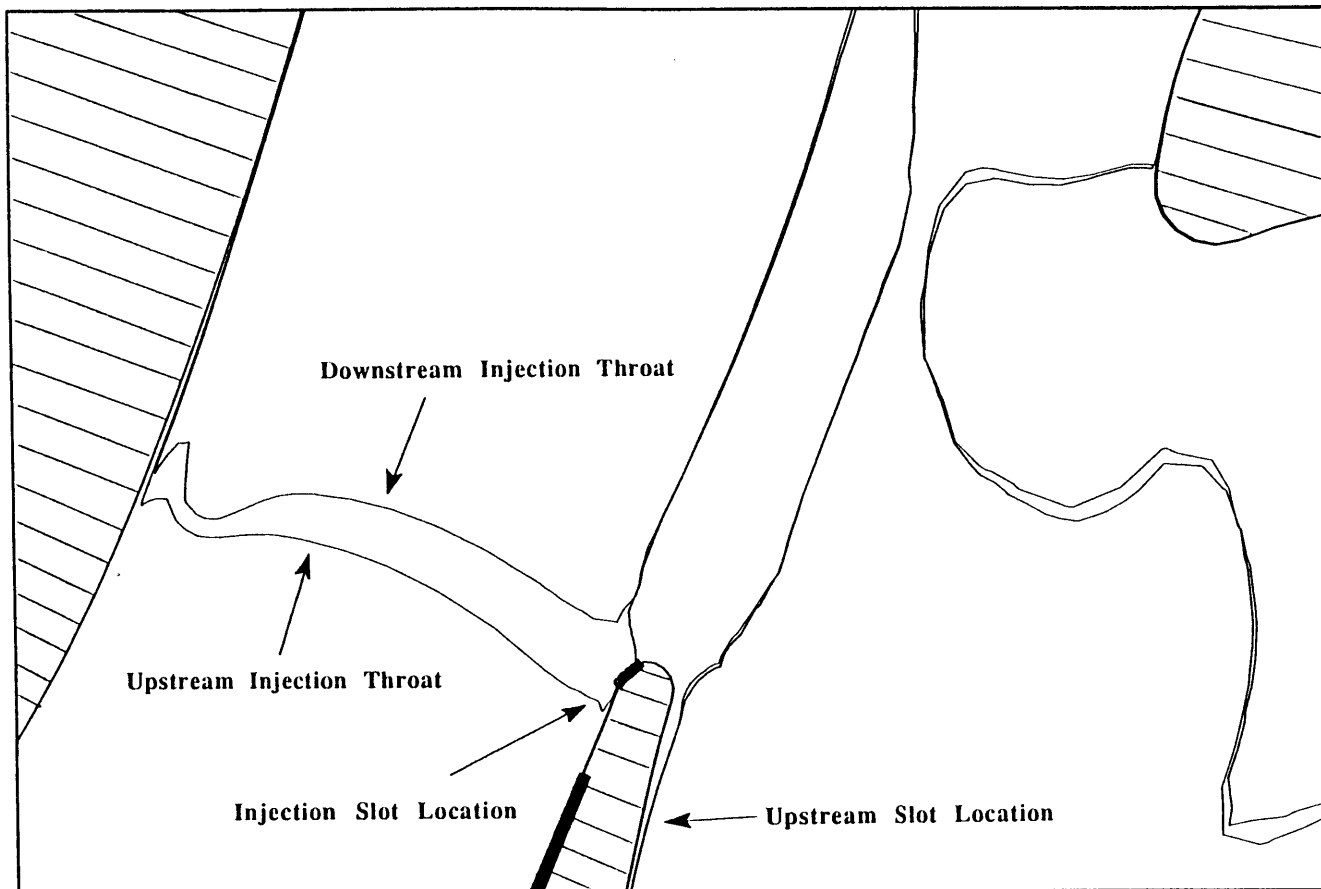 Downstream Injection Throat
Upstream Injection Throat
Injection Slot Location
Upstream Slot Location